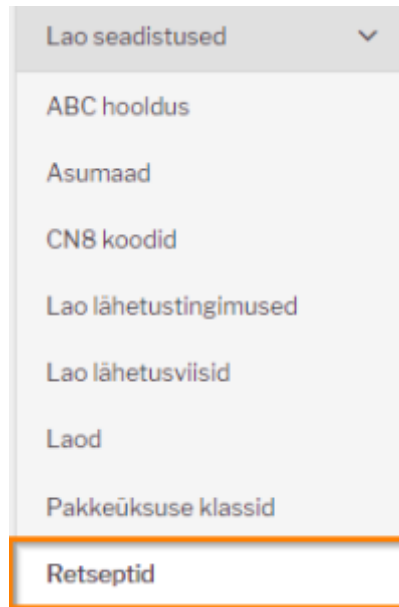 Lao seadistused
ABC hooldus
Asumaad
CN8 koodid
Lao lähetustingimused
Lao lähetusviisid
Laod
Pakkeüksuse klassid
Retseptid